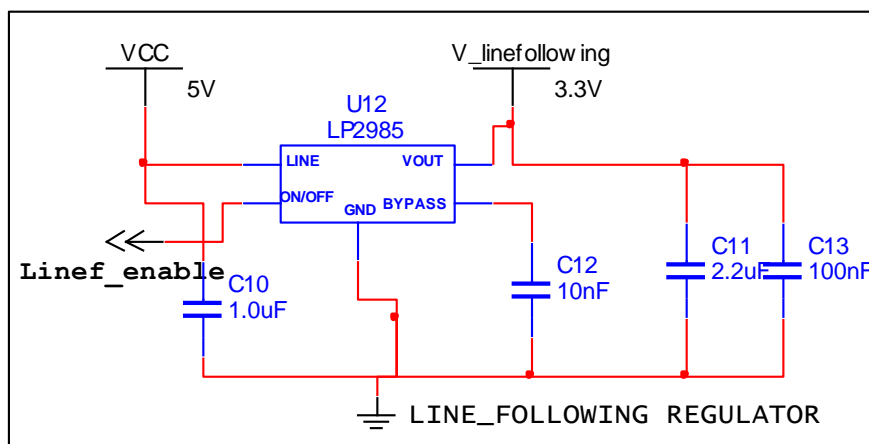 VCC
5V
V_linefollowing
3.3V
U12
LP2985
LINE
VOUT
ON/OFF
BYPASS
GND
Linef_enable
C10
1.0uF
C12
10nF
C11
2.2uF
C13
100nF
LINE_FOLLOWING REGULATOR